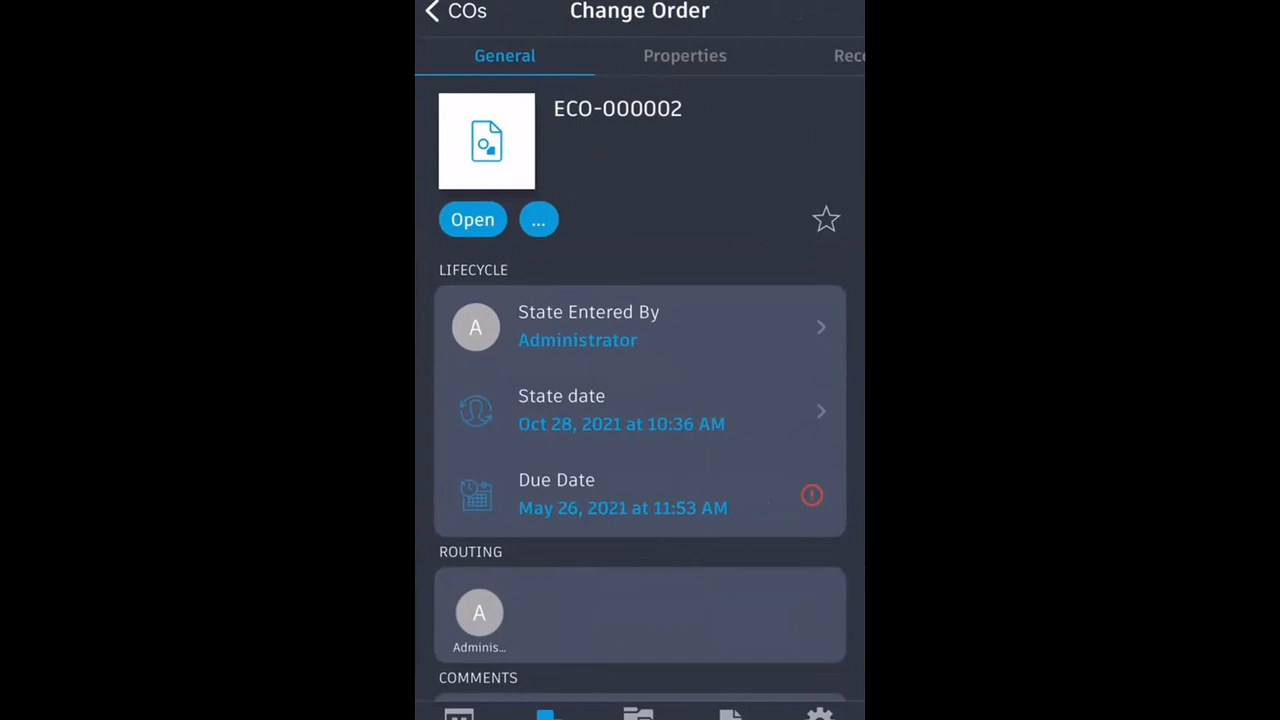 COs
Change Order
General
Properties
Rec
ECO-000002
Open
...
LIFECYCLE
A
State Entered By
Administrator
State date
Oct 28, 2021 at 10:36 AM
Due Date
May 26, 2021 at 11:53 AM
ROUTING
A
Adminis...
COMMENTS